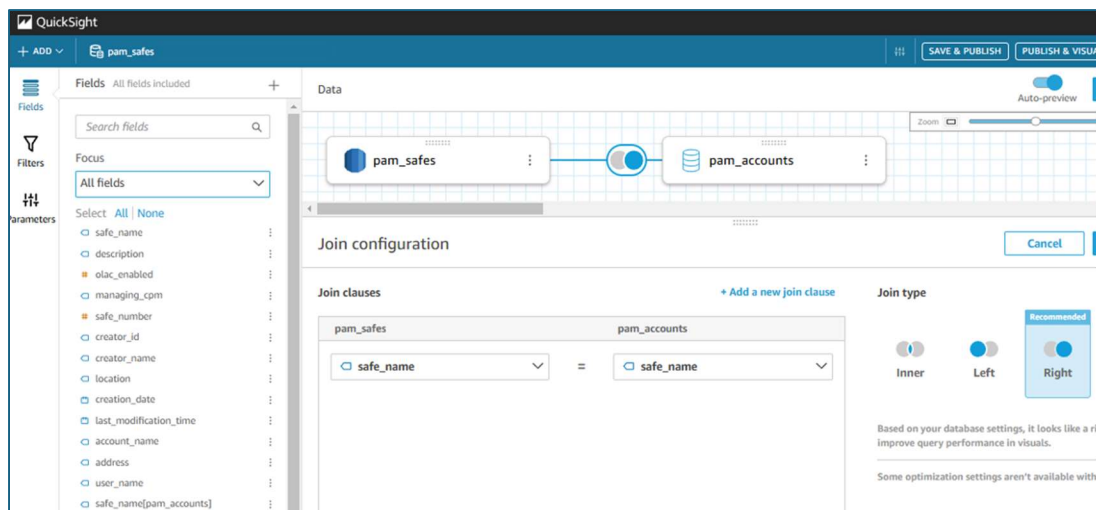 QuickSight
+ ADD
pam_safes
SAVE & PUBLISH
PUBLISH & VISUA
Fields
Filters
Parameters
Fields All fields included
Search fields
Focus
All fields
Select All | None
safe_name
description
# olac_enabled
managing_cpm
# safe_number
creator_id
creator_name
location
creation_date
last_modification_time
account_name
address
user_name
safe_name[pam_accounts]
Data
Auto-preview
Zoom
pam_safes
pam_accounts
Join configuration
Cancel
Join clauses
+ Add a new join clause
pam_safes pam_accounts
safe_name = safe_name
Join type
Recommended
Inner Left Right
Based on your database settings, it looks like a ri
improve query performance in visuals.
Some optimization settings aren't available with